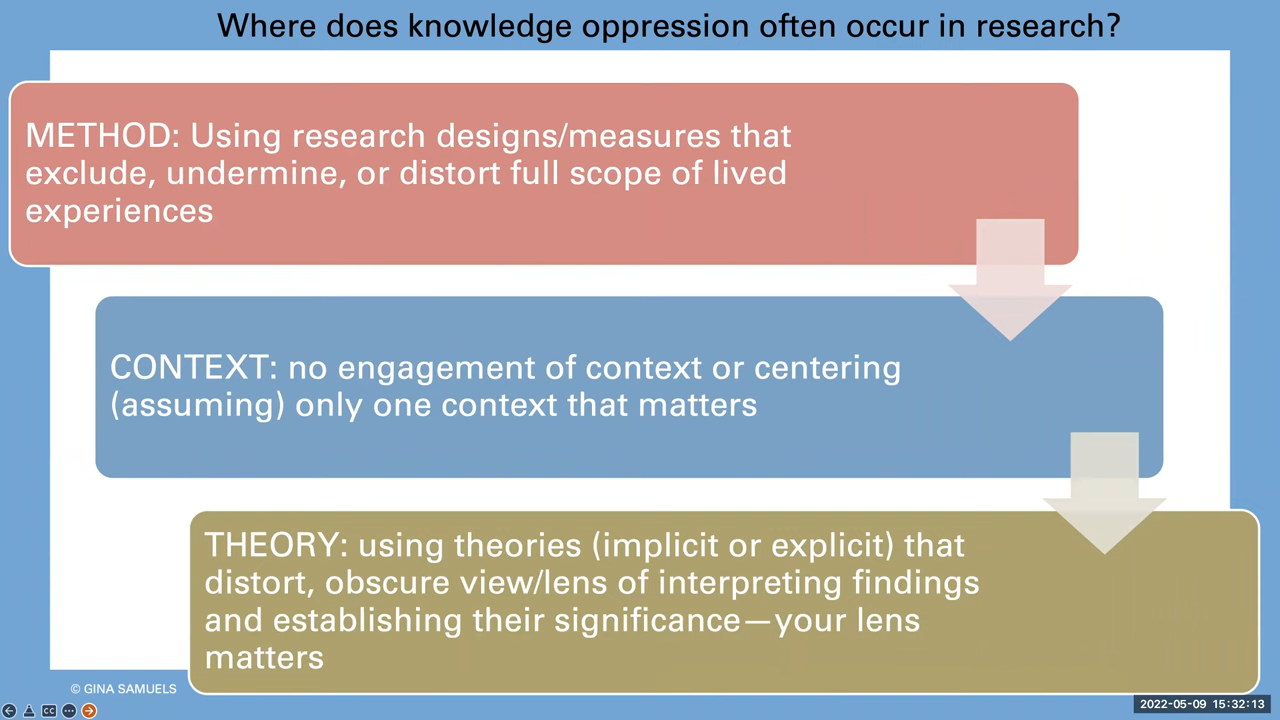 Where does knowledge oppression often occur in research?
METHOD: Using research designs/measures that
exclude, undermine, or distort full scope of lived
experiences
CONTEXT: no engagement of context or centering
(assuming) only one context that matters
THEORY: using theories (implicit or explicit) that
distort, obscure view/lens of interpreting findings
and establishing their significance—your lens
matters
© GINA SAMUELS
CC
2022-05-09 15:32:13